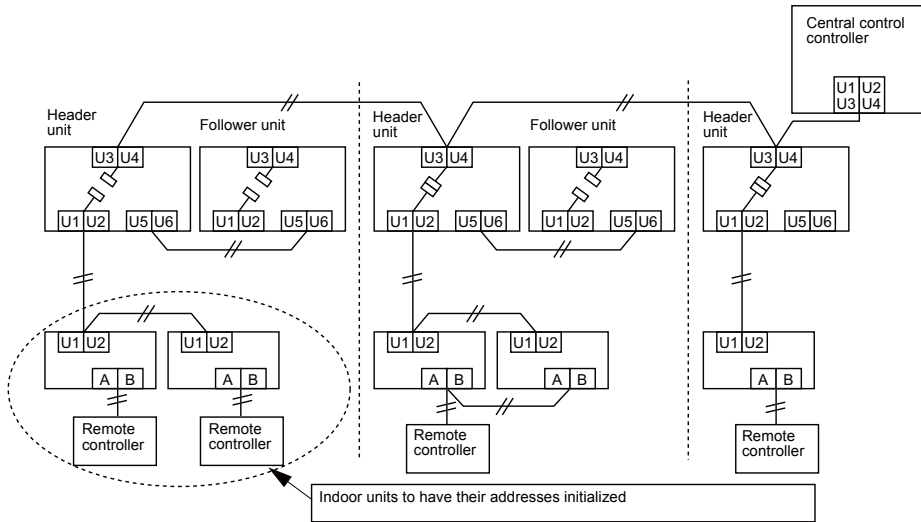 Central control
controller
U1 U2
U3 U4
Header
unit
Follower unit
Header
unit
Follower unit
Header
unit
U3 U4
U3 U4
U3 U4
U3 U4
U3 U4
U1 U2
U5 U6
U1 U2
U5 U6
U1 U2
U5 U6
U1 U2
U5 U6
U1 U2
U5 U6
U1 U2
U1 U2
U1 U2
U1 U2
U1 U2
A B
A B
A B
A B
A B
Remote
controller
Remote
controller
Remote
controller
Remote
controller
Indoor units to have their addresses initialized